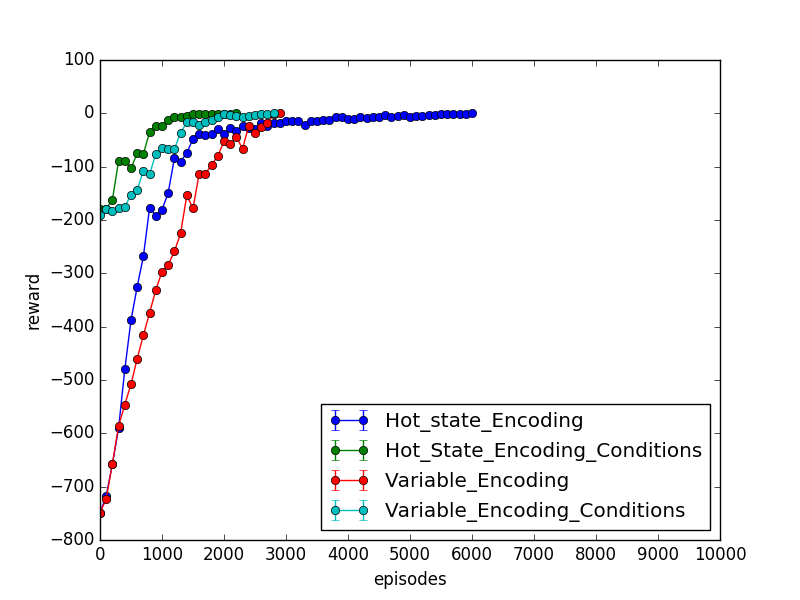 100
0
−100
−200
−300
−400
−500
−600
−700
−800
reward
Hot_state_Encoding
Hot_State_Encoding_Conditions
Variable_Encoding
Variable_Encoding_Conditions
0 1000 2000 3000 4000 5000 6000 7000 8000 9000 10000
episodes